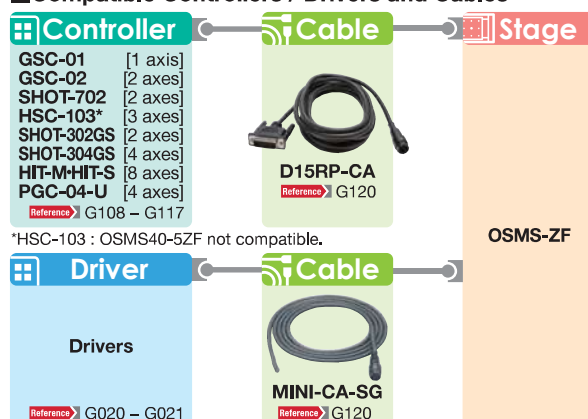 Compatible Controllers / Drivers and Cables
Controller
Cable
Stage
GSC-01 [1 axis]
GSC-02 [2 axes]
SHOT-702 [2 axes]
HSC-103* [3 axes]
SHOT-302GS [2 axes]
SHOT-304GS [4 axes]
HIT-M•HIT-S [8 axes]
PGC-04-U [4 axes]
Reference G108 – G117
D15RP-CA
Reference G120
*HSC-103 : OSMS40-5ZF not compatible.
OSMS-ZF
Driver
Cable
Drivers
Reference G020 – G021
MINI-CA-SG
Reference G120